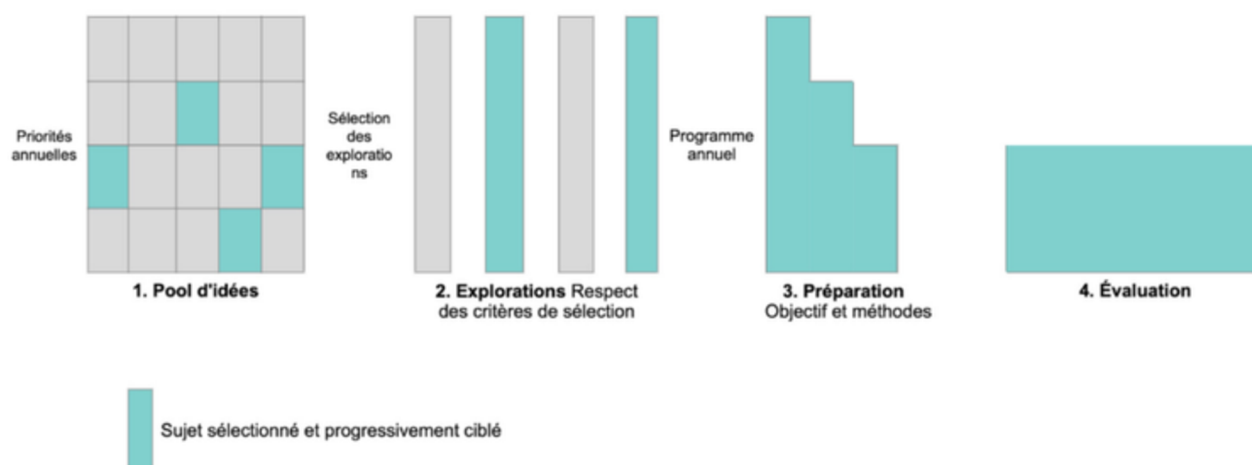 Priorités
annuelles
1. Pool d'idées
Sélection
des
exploratio
ns
2. Explorations Respect
des critères de sélection
Programme
annuel
3. Préparation
Objectif et méthodes
4. Évaluation
Sujet sélectionné et progressivement ciblé